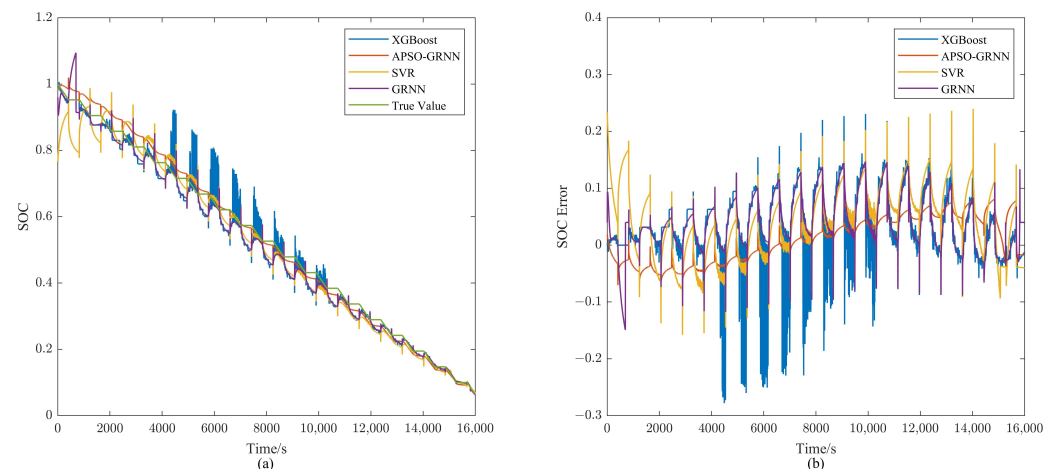 1.2
1
0.8
0.6
0.4
0.2
0
SOC
0 2000 4000 6000 8000 10,000 12,000 14,000 16,000
Time/s
(a)
XGBoost
APSO-GRNN
SVR
GRNN
True Value
0.4
0.3
0.2
0.1
0
−0.1
−0.2
−0.3
SOC Error
0 2000 4000 6000 8000 10,000 12,000 14,000 16,000
Time/s
(b)
XGBoost
APSO-GRNN
SVR
GRNN